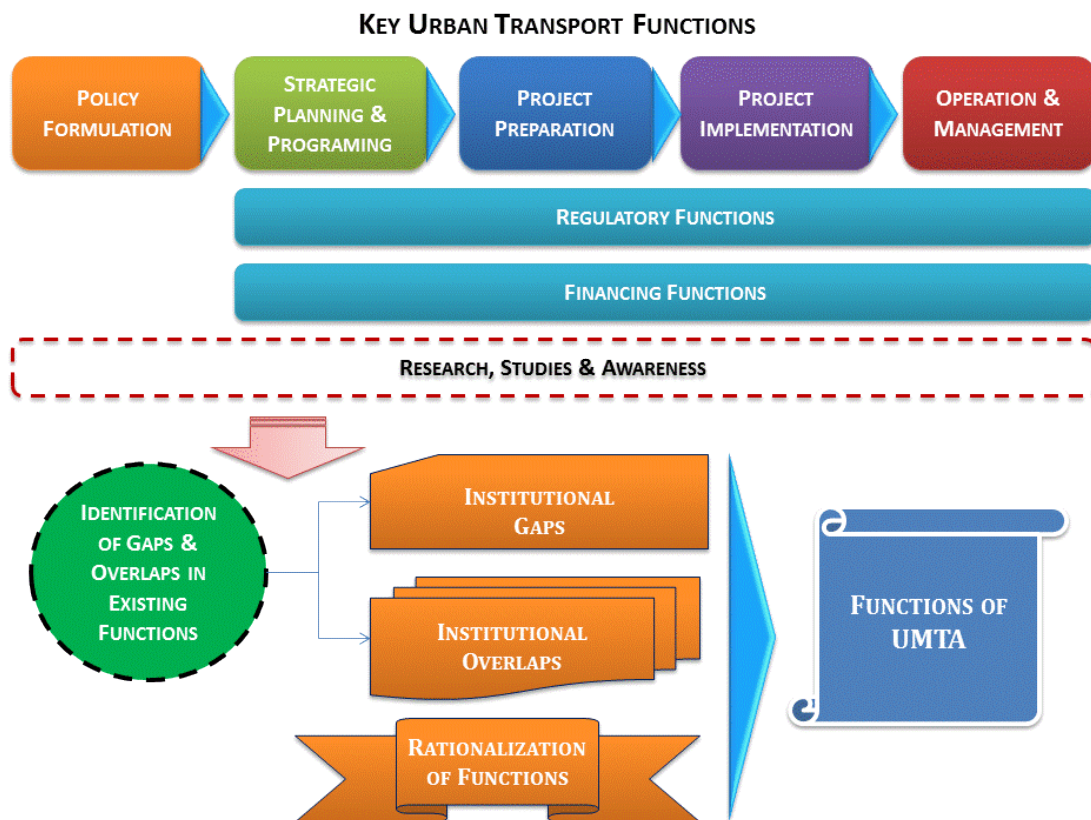 KEY URBAN TRANSPORT FUNCTIONS
POLICY
FORMULATION
STRATEGIC
PLANNING &
PROGRAMING
PROJECT
PREPARATION
PROJECT
IMPLEMENTATION
OPERATION &
MANAGEMENT
REGULATORY FUNCTIONS
FINANCING FUNCTIONS
RESEARCH, STUDIES & AWARENESS
IDENTIFICATION
OF GAPS &
OVERLAPS IN
EXISTING
FUNCTIONS
INSTITUTIONAL
GAPS
INSTITUTIONAL
OVERLAPS
RATIONALIZATION
OF FUNCTIONS
FUNCTIONS OF
UMTA